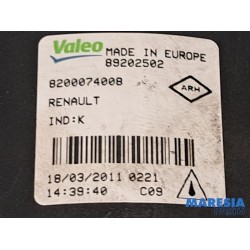 Valeo
MADE IN EUROPE
89202502
8200074008
ARH
RENAULT
IND:K
18/03/2011 0221
14:39:40 C09
MARESIA